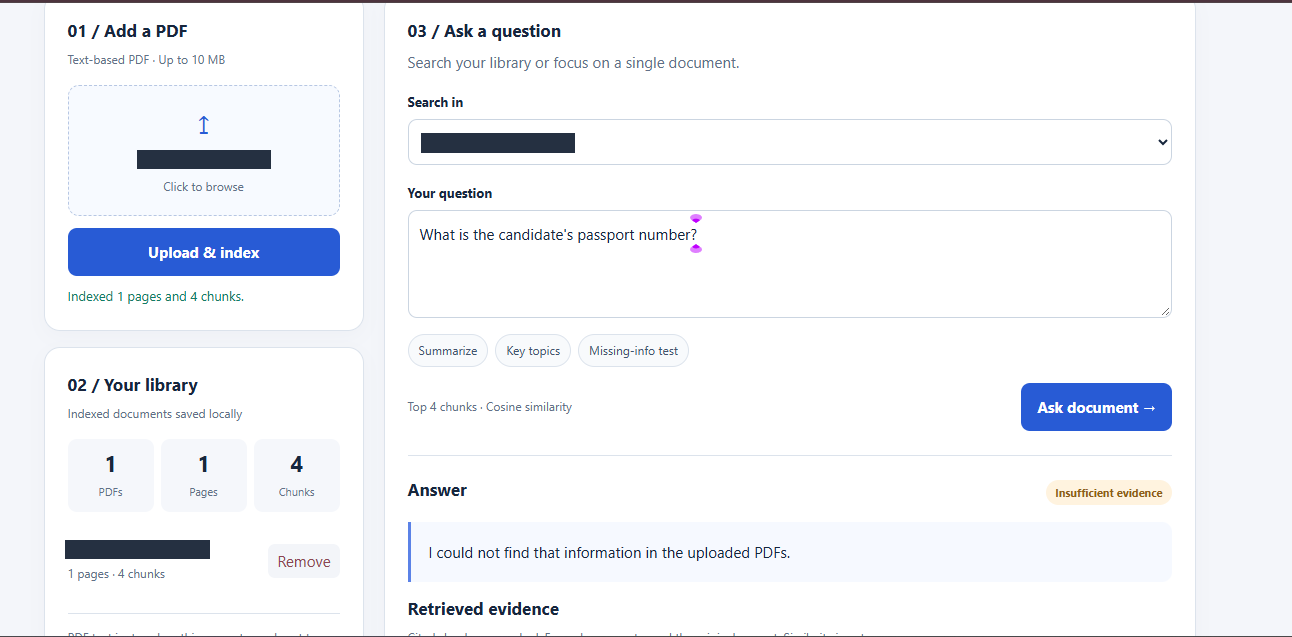 01 / Add a PDF
Text-based PDF · Up to 10 MB
↥
Click to browse
Upload & index
Indexed 1 pages and 4 chunks.
02 / Your library
Indexed documents saved locally
1
PDFs
1
Pages
4
Chunks
1 pages · 4 chunks
Remove
03 / Ask a question
Search your library or focus on a single document.
Search in
Your question
What is the candidate's passport number?
Summarize
Key topics
Missing-info test
Top 4 chunks · Cosine similarity
Ask document →
Answer
Insufficient evidence
I could not find that information in the uploaded PDFs.
Retrieved evidence